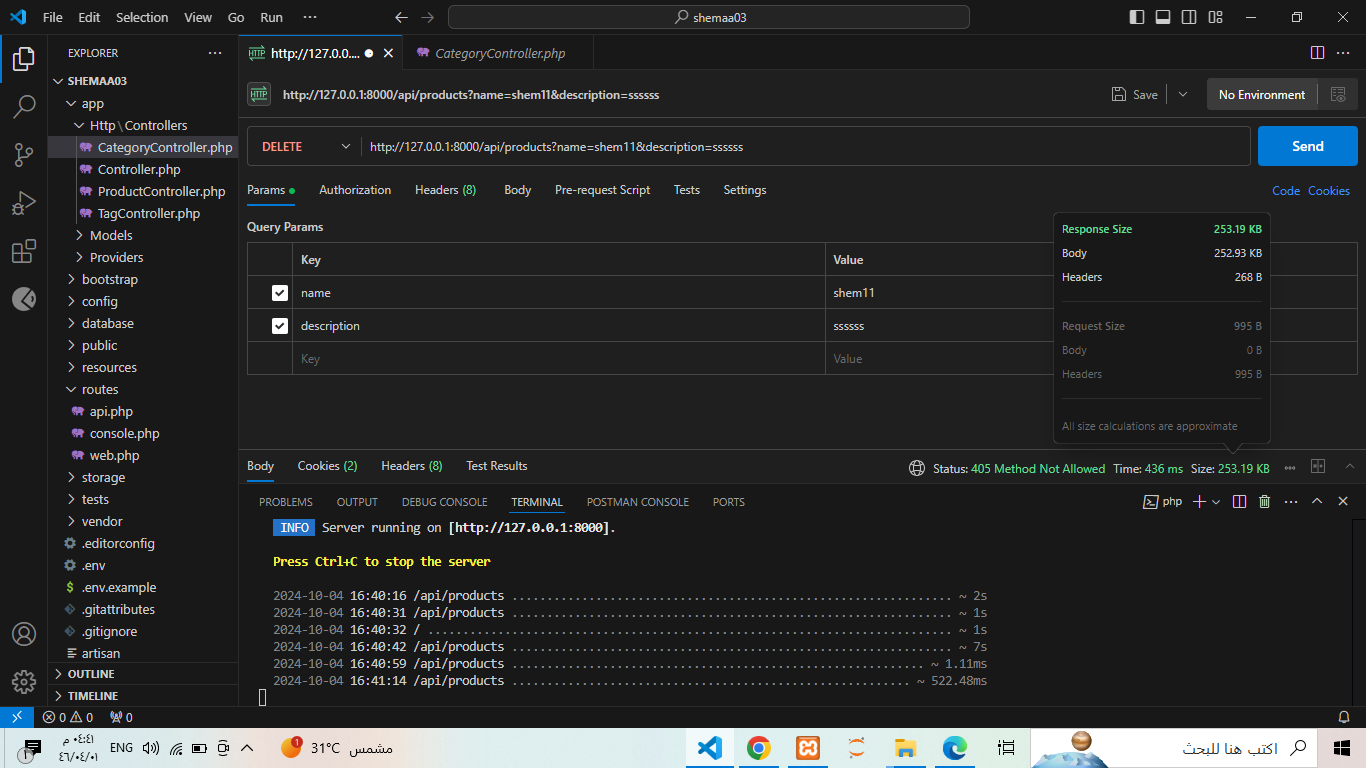 File Edit Selection View Go Run ··· shemaa03
EXPLORER ···
SHEMAA03
app
Http\Controllers
CategoryController.php
Controller.php
ProductController.php
TagController.php
Models
Providers
bootstrap
config
database
public
resources
routes
api.php
console.php
web.php
storage
tests
vendor
.editorconfig
.env
.env.example
.gitattributes
.gitignore
artisan
OUTLINE
TIMELINE
HTTP http://127.0.0.... CategoryController.php
HTTP http://127.0.0.1:8000/api/products?name=shem11&description=ssssss Save No Environment
DELETE http://127.0.0.1:8000/api/products?name=shem11&description=ssssss Send
Params Authorization Headers (8) Body Pre-request Script Tests Settings Code Cookies
Query Params
Key Value
name shem11
description ssssss
Key Value
Response Size 253.19 KB
Body 252.93 KB
Headers 268 B
Request Size 995 B
Body 0 B
Headers 995 B
All size calculations are approximate
Body Cookies (2) Headers (8) Test Results Status: 405 Method Not Allowed Time: 436 ms Size: 253.19 KB
PROBLEMS OUTPUT DEBUG CONSOLE TERMINAL POSTMAN CONSOLE PORTS php
INFO Server running on [http://127.0.0.1:8000].
Press Ctrl+C to stop the server
2024-10-04 16:40:16 /api/products ............................................................... ~ 2s
2024-10-04 16:40:31 /api/products ............................................................... ~ 1s
2024-10-04 16:40:32 / ........................................................................... ~ 1s
2024-10-04 16:40:42 /api/products ............................................................... ~ 7s
2024-10-04 16:40:59 /api/products ........................................................... ~ 1.11ms
2024-10-04 16:41:14 /api/products ......................................................... ~ 522.48ms
0 0 0
1 ٠٤:٤١ م
٤٦/٠٤/٠١
ENG 1 31°C مشمس
اكتب هنا للبحث